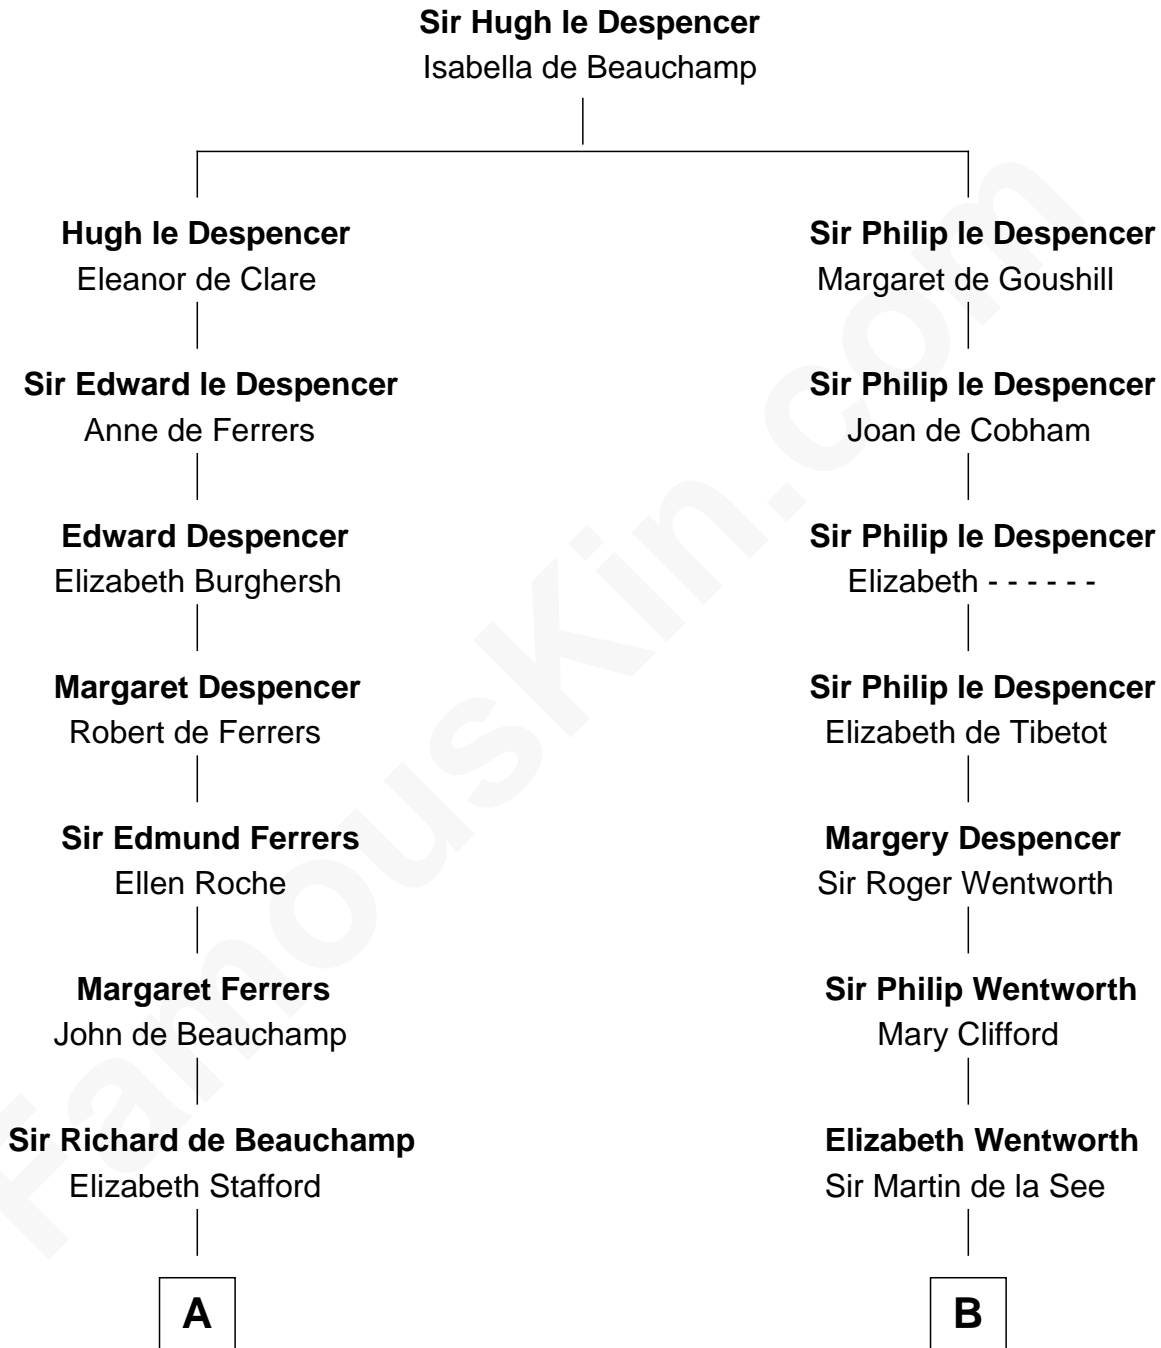 Sir Hugh le Despencer
Isabella de Beauchamp
Hugh le Despencer
Eleanor de Clare
Sir Philip le Despencer
Margaret de Goushill
Sir Edward le Despencer
Anne de Ferrers
Sir Philip le Despencer
Joan de Cobham
Edward Despencer
Elizabeth Burghersh
Sir Philip le Despencer
Elizabeth - - - - - -
Margaret Despencer
Robert de Ferrers
Sir Philip le Despencer
Elizabeth de Tibetot
Sir Edmund Ferrers
Ellen Roche
Margery Despencer
Sir Roger Wentworth
Margaret Ferrers
John de Beauchamp
Sir Philip Wentworth
Mary Clifford
Sir Richard de Beauchamp
Elizabeth Stafford
Elizabeth Wentworth
Sir Martin de la See
A
B
FamousKin.com